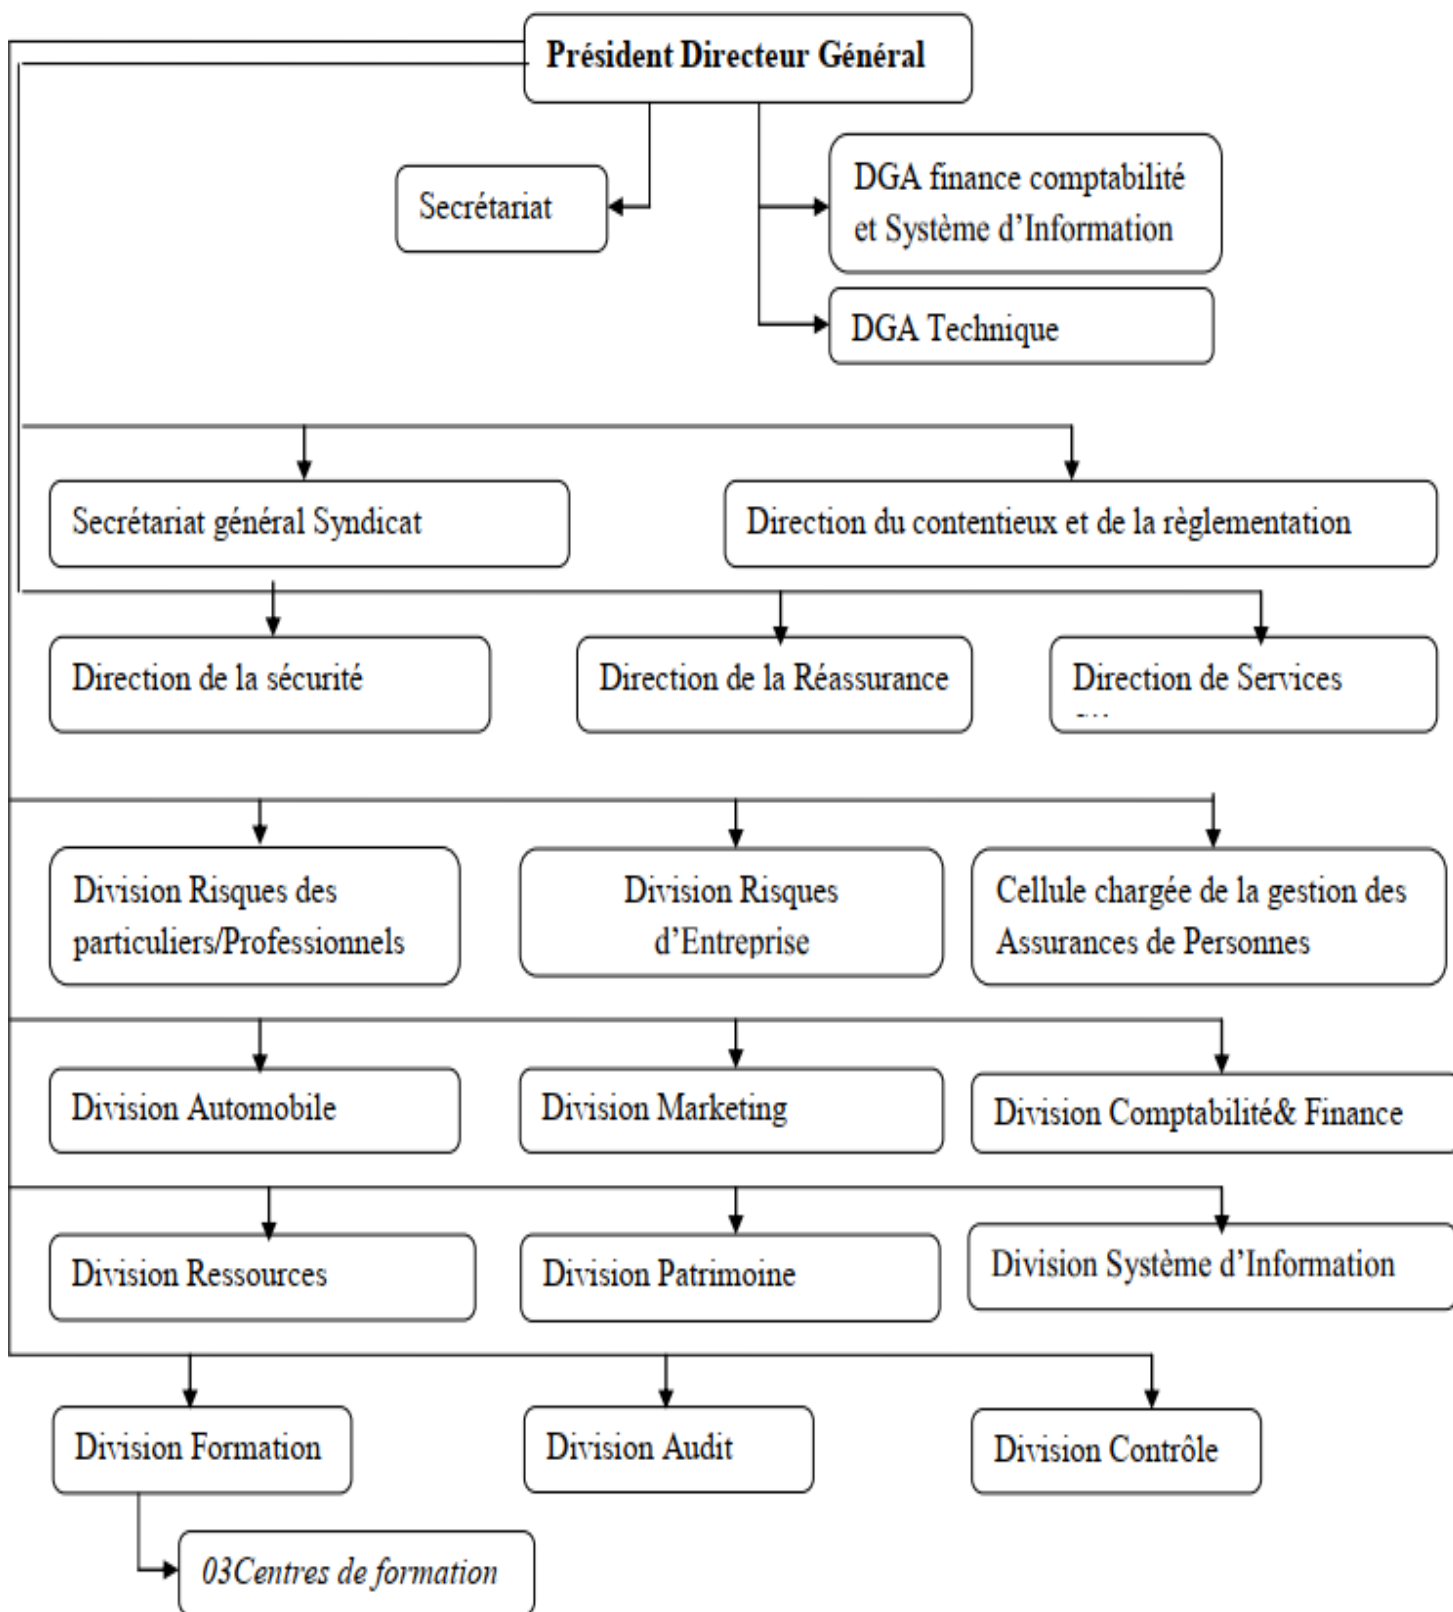 Président Directeur Général
Secrétariat
DGA finance comptabilité
et Système d'Information
DGA Technique
Secrétariat général Syndicat
Direction du contentieux et de la règlementation
Direction de la sécurité
Direction de la Réassurance
Direction de Services
Division Risques des
particuliers/Professionnels
Division Risques
d'Entreprise
Cellule chargée de la gestion des
Assurances de Personnes
Division Automobile
Division Marketing
Division Comptabilité& Finance
Division Ressources
Division Patrimoine
Division Système d'Information
Division Formation
Division Audit
Division Contrôle
03Centres de formation